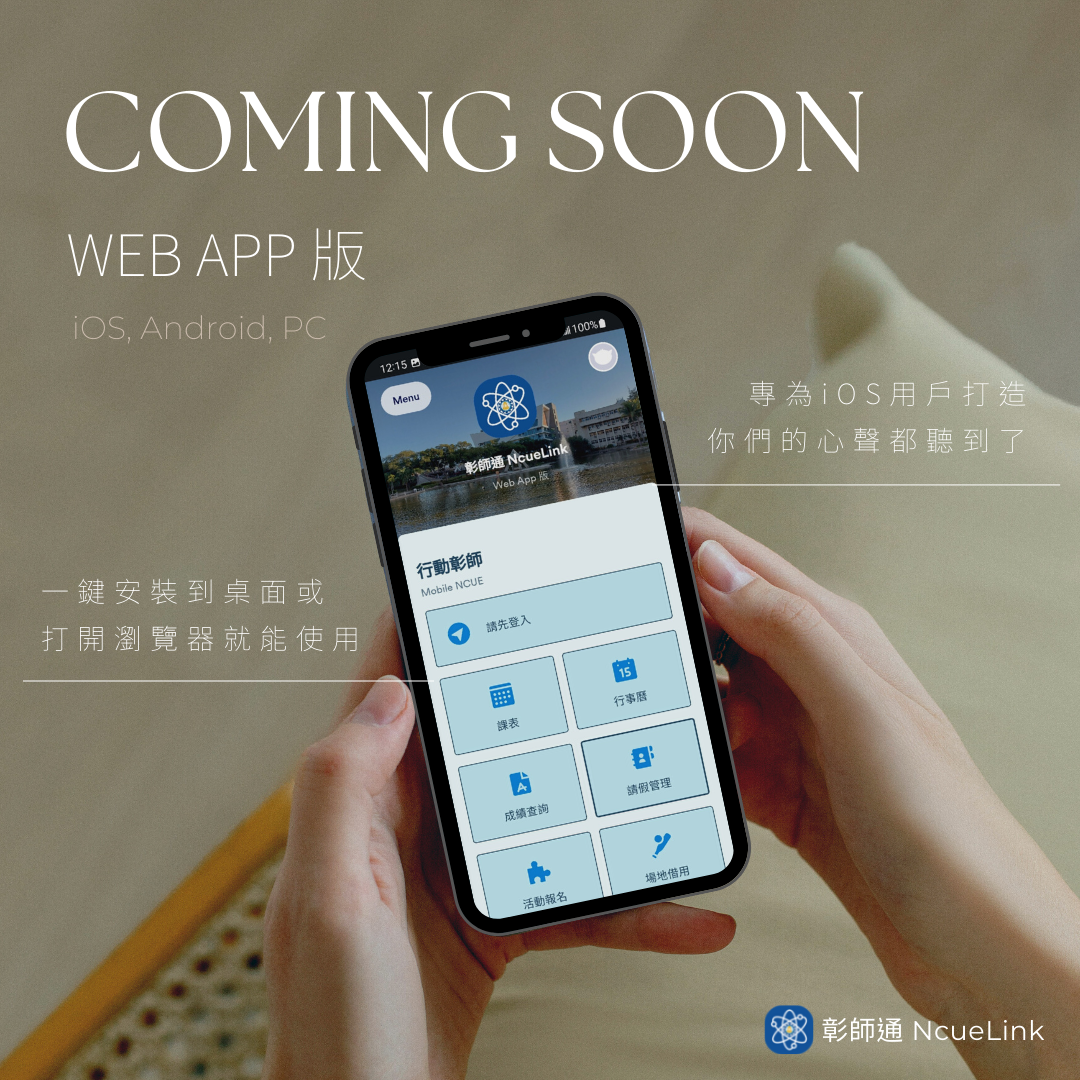 COMING SOON
WEB APP 版
iOS, Android, PC
12:15
100%
Menu
彰師通 NcueLink
Web App 版
專為iOS用戶打造
你們的心聲都聽到了
行動彰師
Mobile NCUE
請先登入
一鍵安裝到桌面或
打開瀏覽器就能使用
課表
15
行事曆
成績查詢
請假管理
活動報名
場地借用
彰師通 NcueLink